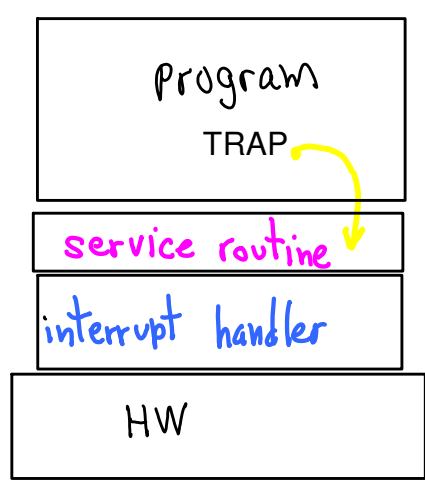 program
TRAP
service routine
interrupt handler
HW